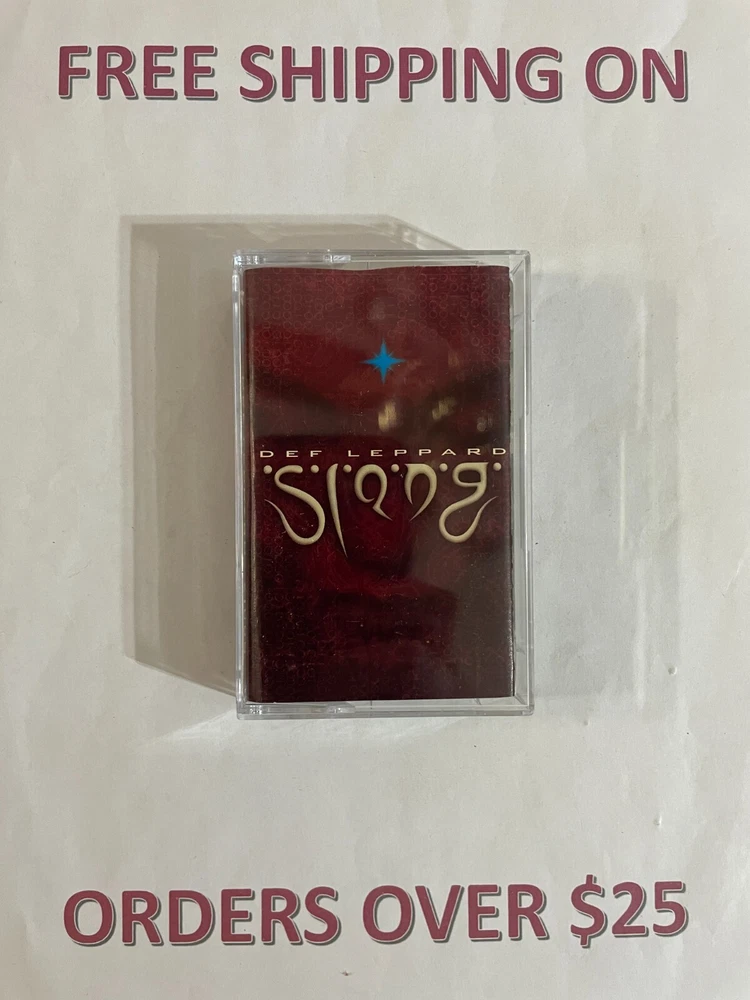 FREE SHIPPING ON
DEF LEPPARD
Slang
ORDERS OVER $25